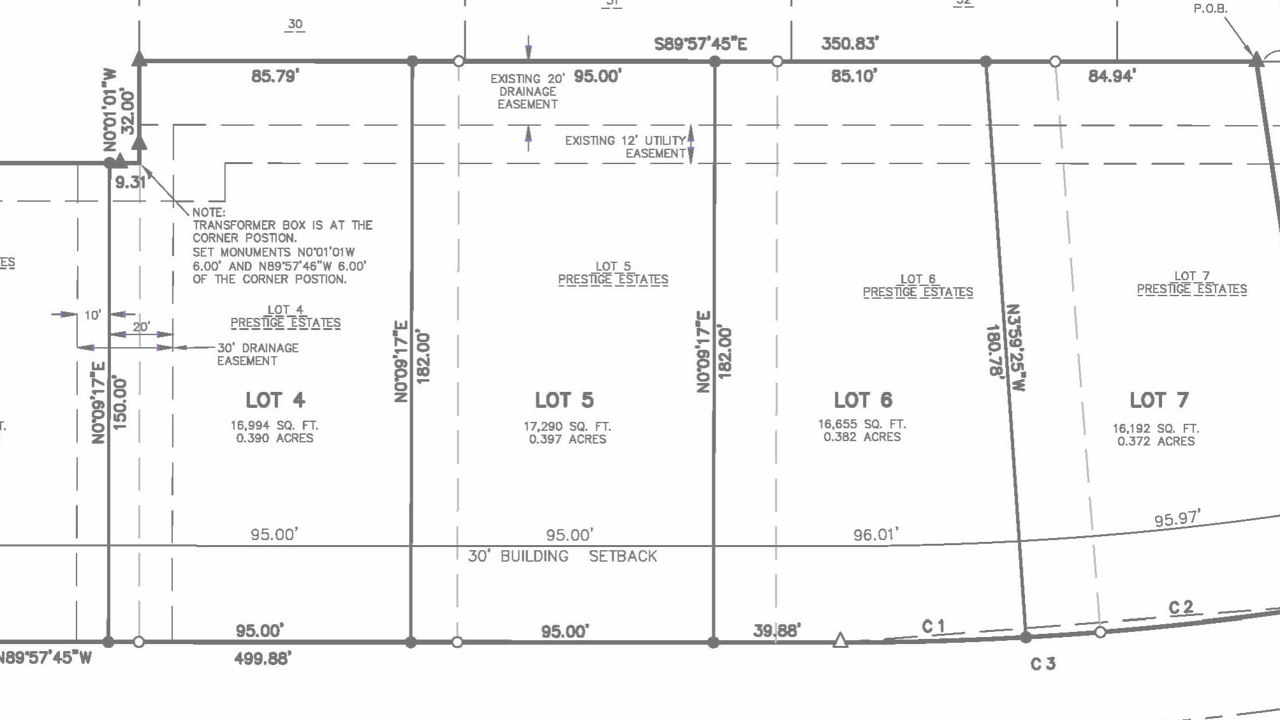 30
31
32
P.O.B.
S89°57'45"E
350.83'
85.79'
95.00'
85.10'
84.94'
N0°01'01"W
32.00'
EXISTING 20'
DRAINAGE
EASEMENT
EXISTING 12' UTILITY
EASEMENT
9.31'
NOTE:
TRANSFORMER BOX IS AT THE
CORNER POSTION.
SET MONUMENTS N0°01'01W
6.00' AND N89°57'46"W 6.00'
OF THE CORNER POSTION.
ES
LOT 4
PRESTIGE ESTATES
LOT 5
PRESTIGE ESTATES
LOT 6
PRESTIGE ESTATES
LOT 7
PRESTIGE ESTATES
10'
20'
30' DRAINAGE
EASEMENT
N0°09'17"E
150.00'
N0°09'17"E
182.00'
N0°09'17"E
182.00'
N3°59'25"W
180.78'
T.
LOT 4
16,994 SQ. FT.
0.390 ACRES
LOT 5
17,290 SQ. FT.
0.397 ACRES
LOT 6
16,655 SQ. FT.
0.382 ACRES
LOT 7
16,192 SQ. FT.
0.372 ACRES
95.00'
95.00'
96.01'
95.97'
30' BUILDING SETBACK
95.00'
95.00'
39.88'
C 1
C 2
N89°57'45"W
499.88'
C 3